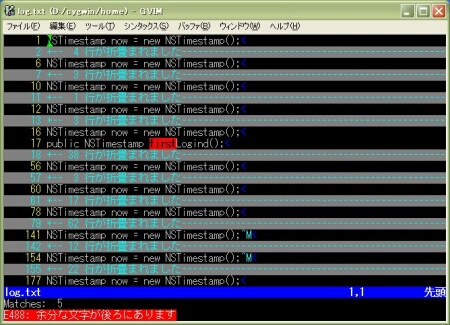 log.txt (D:/cygwin/home) - GVIM
ファイル(F) 編集(E) ツール(T) シンタックス(S) バッファ(B) ウィンドウ(W) ヘルプ(H)
1 NSTimestamp now = new NSTimestamp();<
2 +-- 4 行が折畳まれました
6 NSTimestamp now = new NSTimestamp();<
7 +-- 3 行が折畳まれました
10 NSTimestamp now = new NSTimestamp();<
11 +-- 1 行が折畳まれました
12 NSTimestamp now = new NSTimestamp();<
13 +-- 3 行が折畳まれました
16 NSTimestamp now = new NSTimestamp();<
17 public NSTimestamp firstLogind();<
18 +-- 38 行が折畳まれました
56 NSTimestamp now = new NSTimestamp();<
57 +-- 3 行が折畳まれました
60 NSTimestamp now = new NSTimestamp();<
61 +-- 17 行が折畳まれました
78 NSTimestamp now = new NSTimestamp();<
79 +-- 62 行が折畳まれました
141 NSTimestamp now = new NSTimestamp();^M<
142 +-- 12 行が折畳まれました
154 NSTimestamp now = new NSTimestamp();^M<
155 +-- 22 行が折畳まれました
177 NSTimestamp now = new NSTimestamp();<
log.txt 1,1 先頭
Matches: 5
E488: 余分な文字が後ろにあります